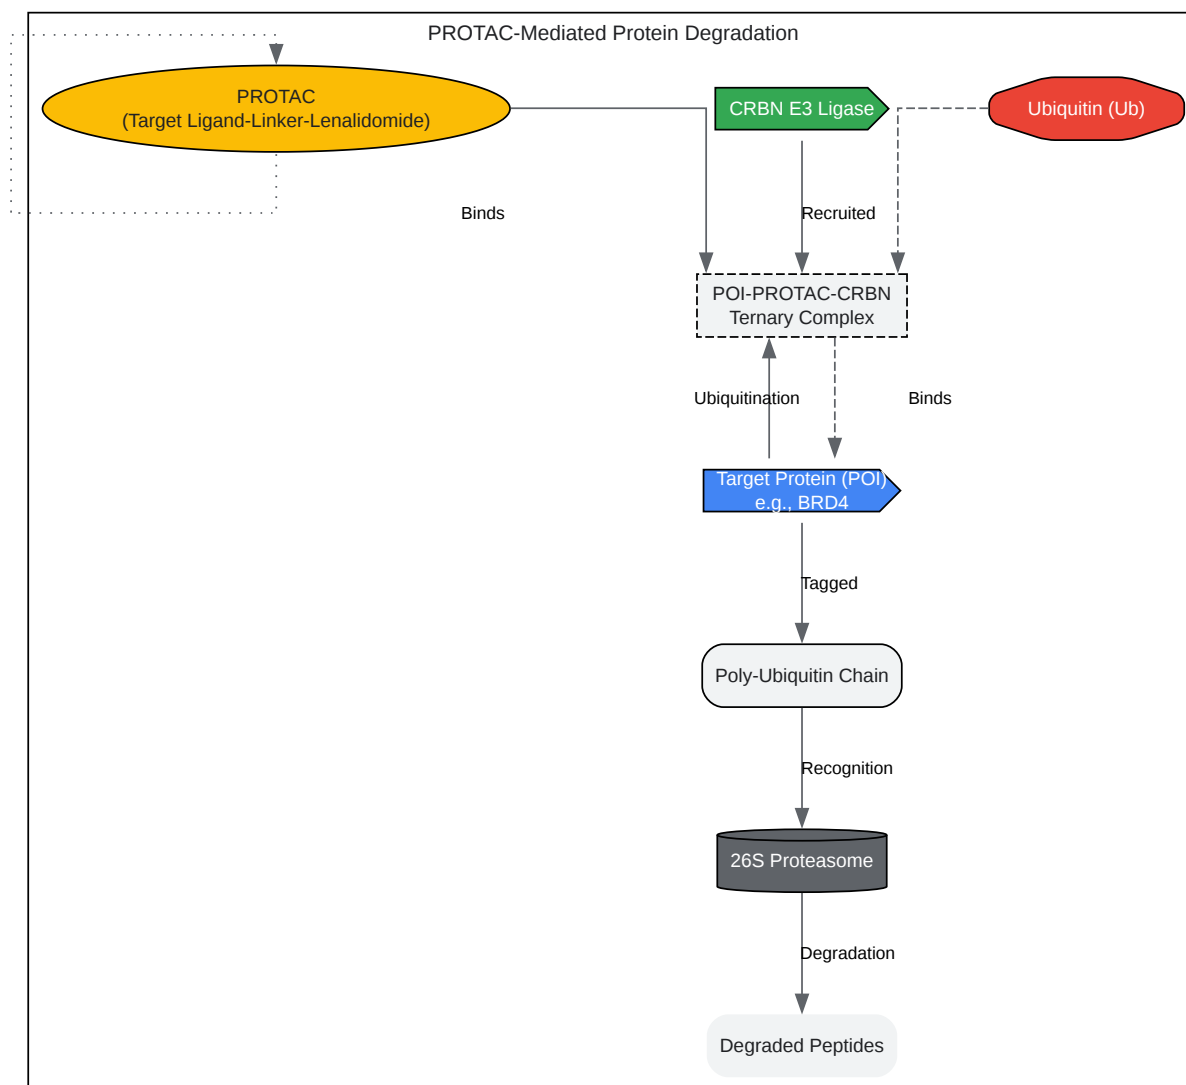 PROTAC-Mediated Protein Degradation
PROTAC
(Target Ligand-Linker-Lenalidomide)
CRBN E3 Ligase
Ubiquitin (Ub)
Binds
Recruited
POI-PROTAC-CRBN
Ternary Complex
Ubiquitination
Binds
Target Protein (POI)
e.g., BRD4
Tagged
Poly-Ubiquitin Chain
Recognition
26S Proteasome
Degradation
Degraded Peptides